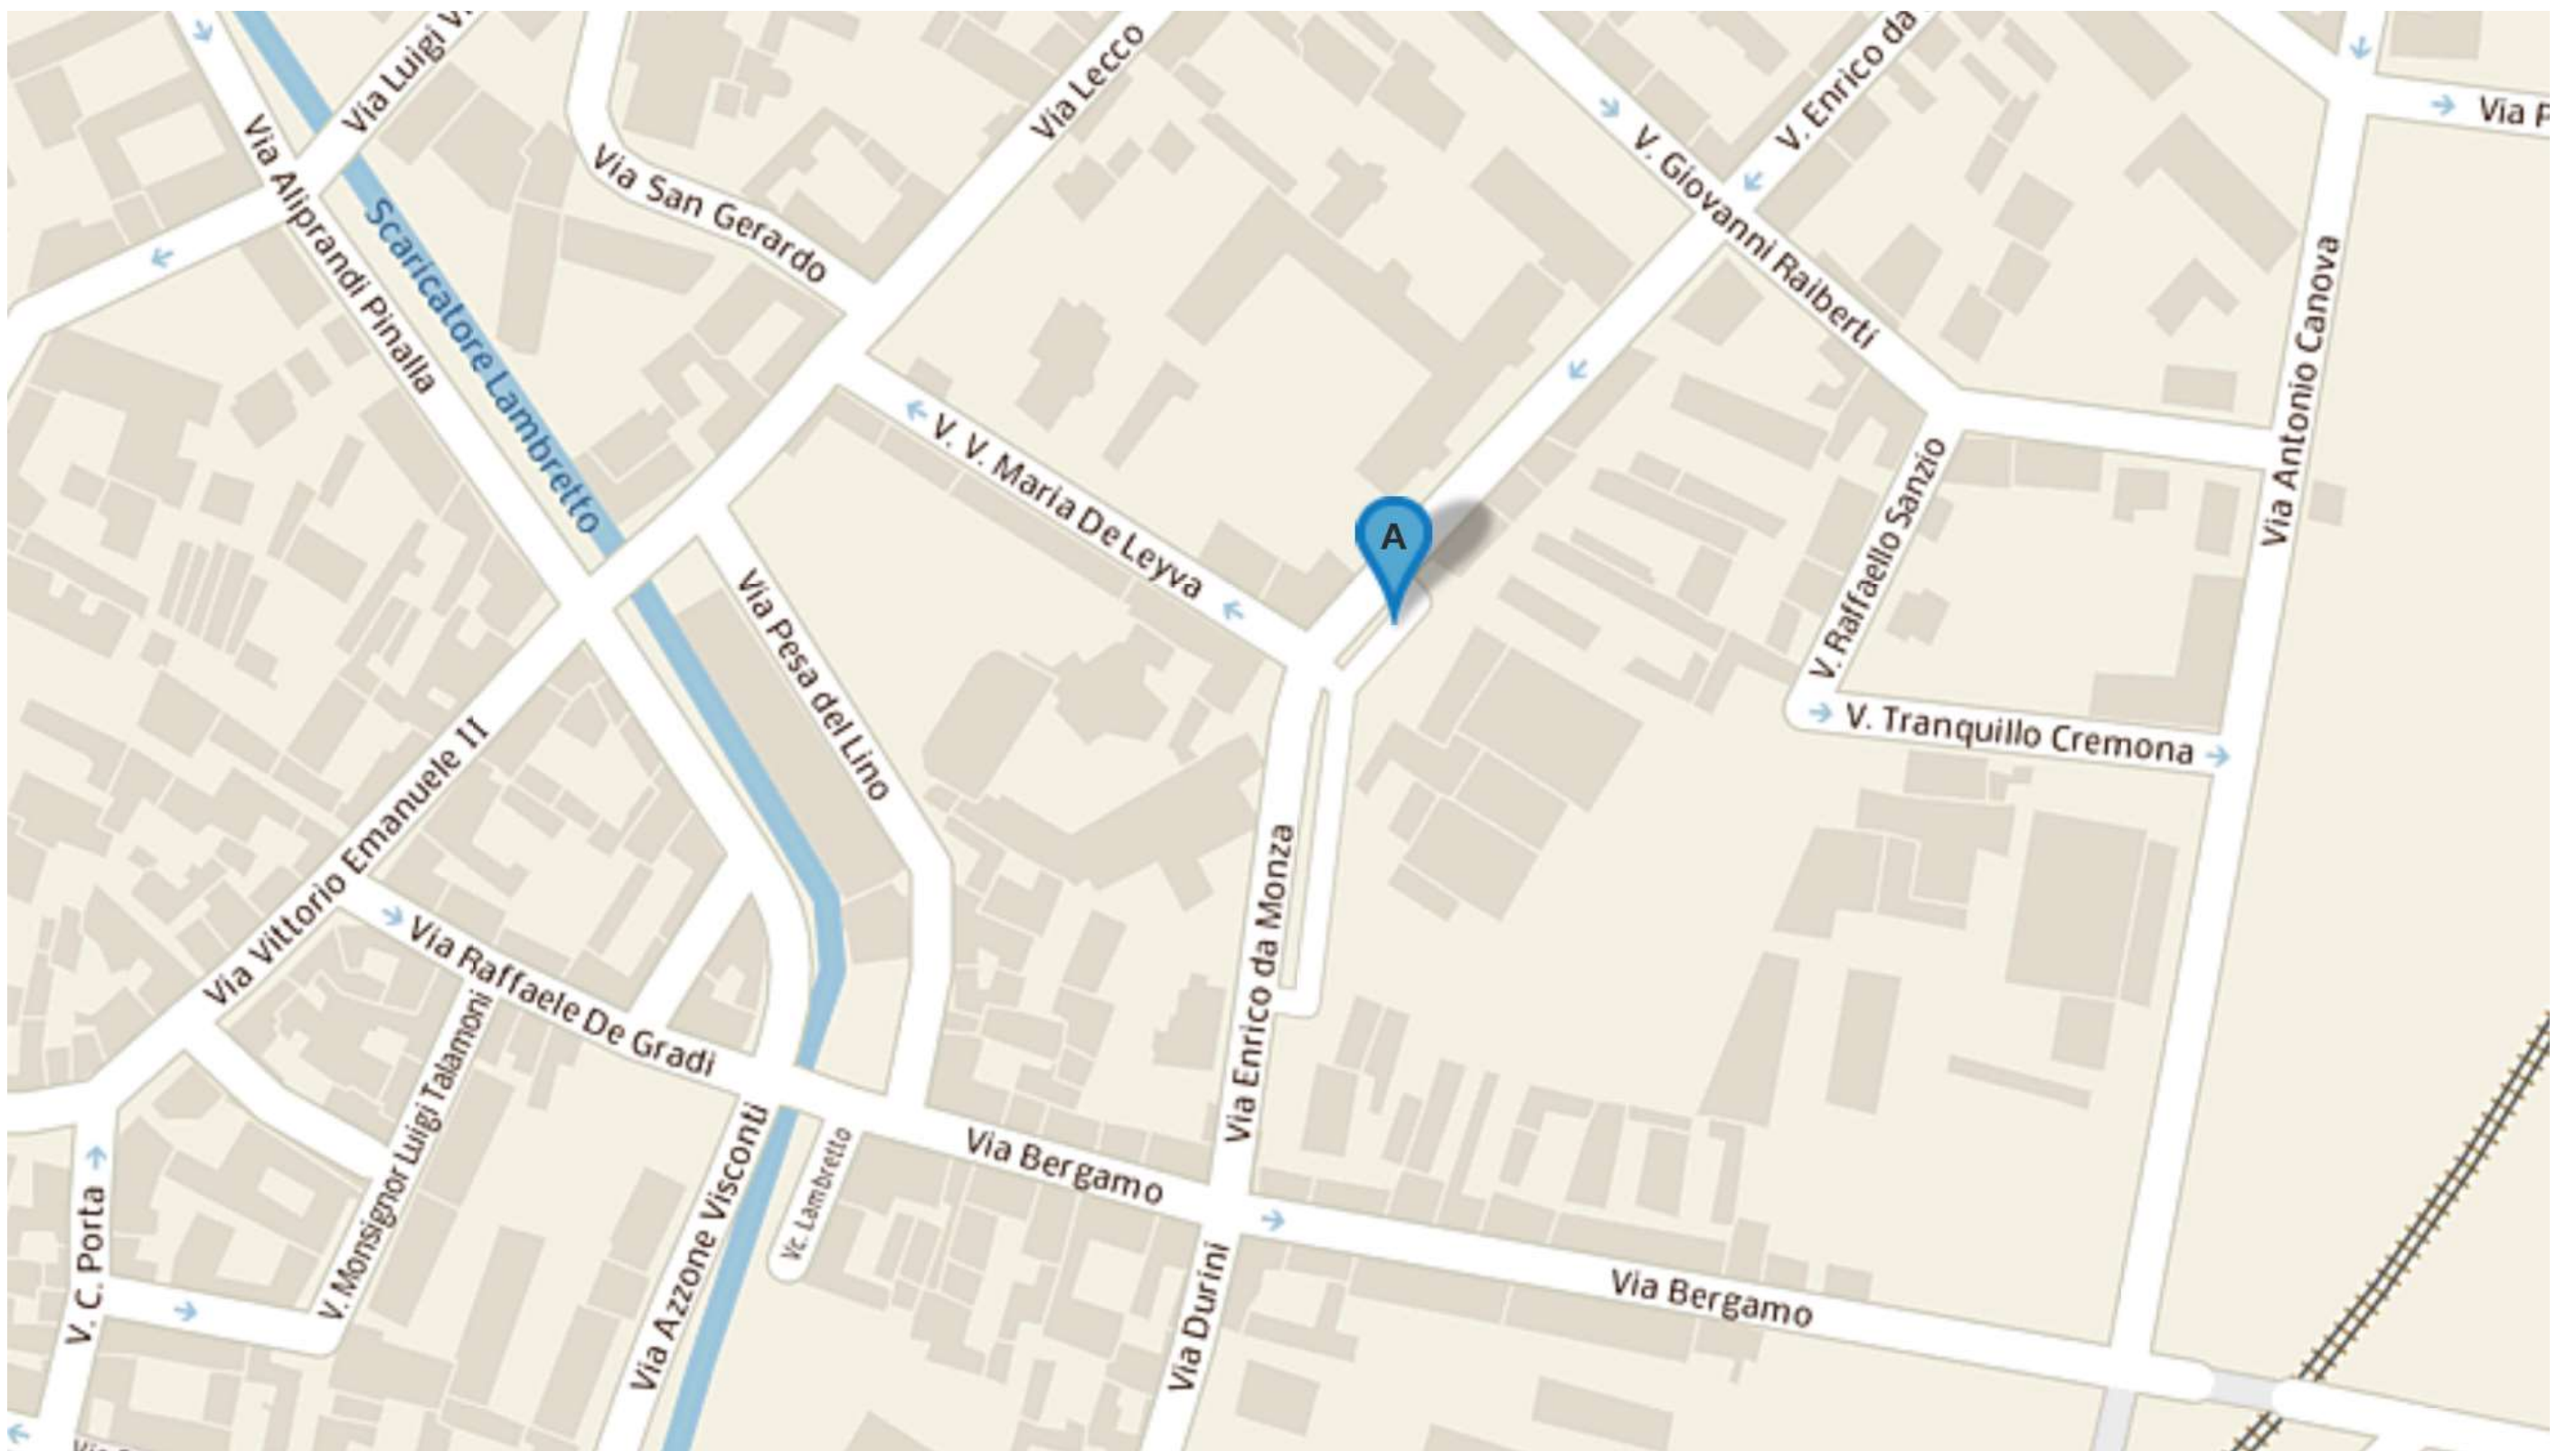 Via Luigi
Via Lecco
V. Enrico da
Via
Via Aliprandi Pinalla
Via San Gerardo
V. Giovanni Raiberti
Scaricatore Lambretto
Via Antonio Canova
V. V. Maria De Leyva
V. Raffaello Sanzio
A
Via Pesa del Lino
V. Tranquillo Cremona
Via Vittorio Emanuele II
Via Enrico da Monza
Via Raffaele De Gradi
V. Monsignor Luigi Talamoni
Via Bergamo
Vc. Lambretto
Via Azzone Visconti
V. C. Porta
Via Durini
Via Bergamo